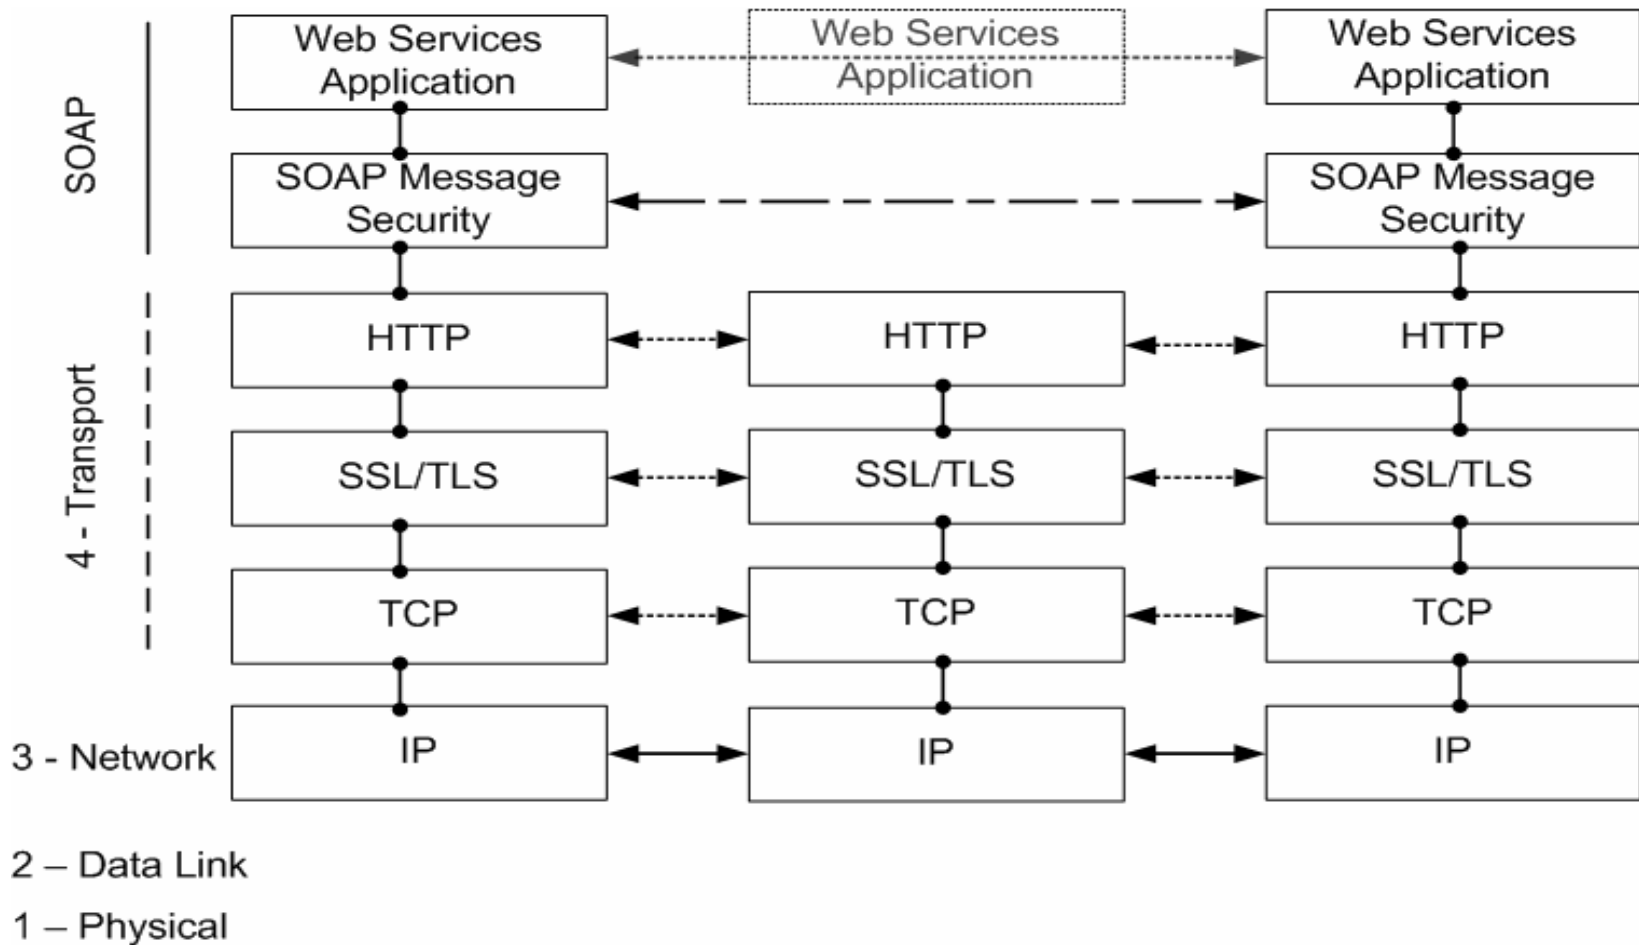 Web Services
Application
Web Services
Application
Web Services
Application
SOAP
SOAP Message
Security
SOAP Message
Security
HTTP
HTTP
HTTP
4 - Transport
SSL/TLS
SSL/TLS
SSL/TLS
TCP
TCP
TCP
3 - Network
IP
IP
IP
2 – Data Link
1 – Physical